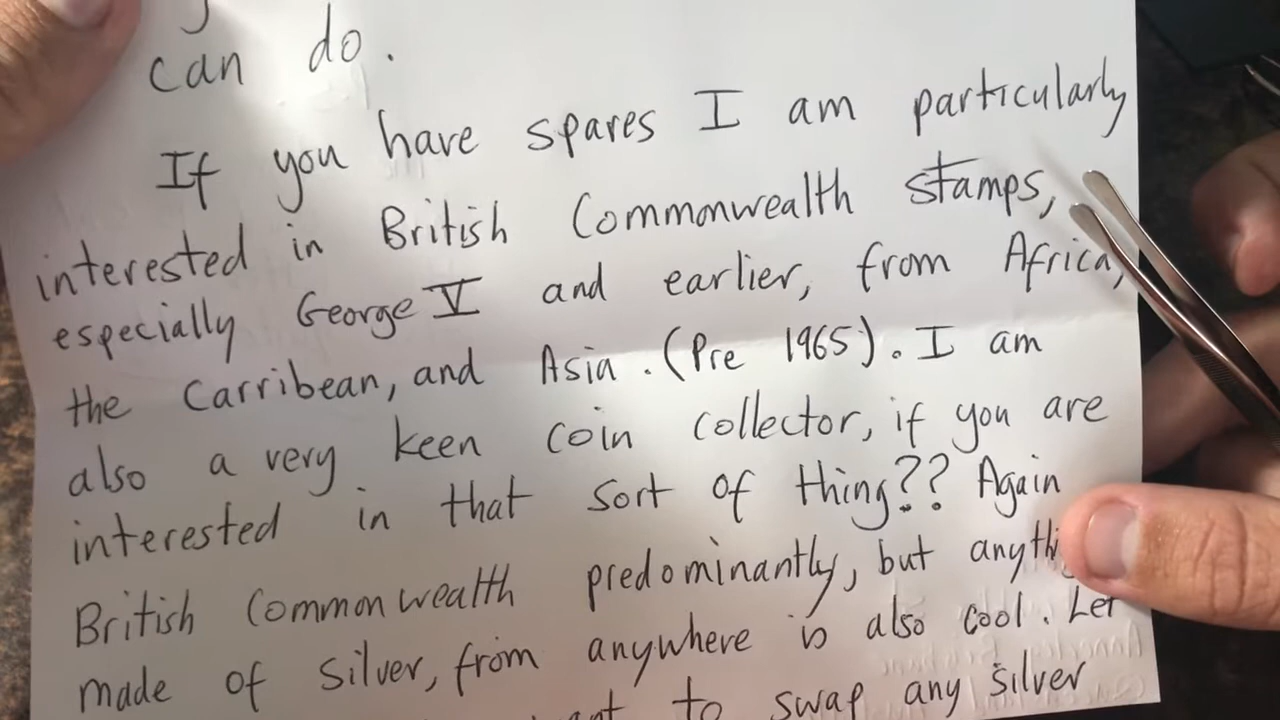 can do.
If you have spares I am particularly
interested in British Commonwealth stamps,
especially George V and earlier, from Africa,
the Carribean, and Asia. (Pre 1965). I am
also a very keen coin collector, if you are
interested in that sort of thing?? Again
British Commonwealth predominantly, but
made of silver, from anywhere is also cool. Let
to swap any silver